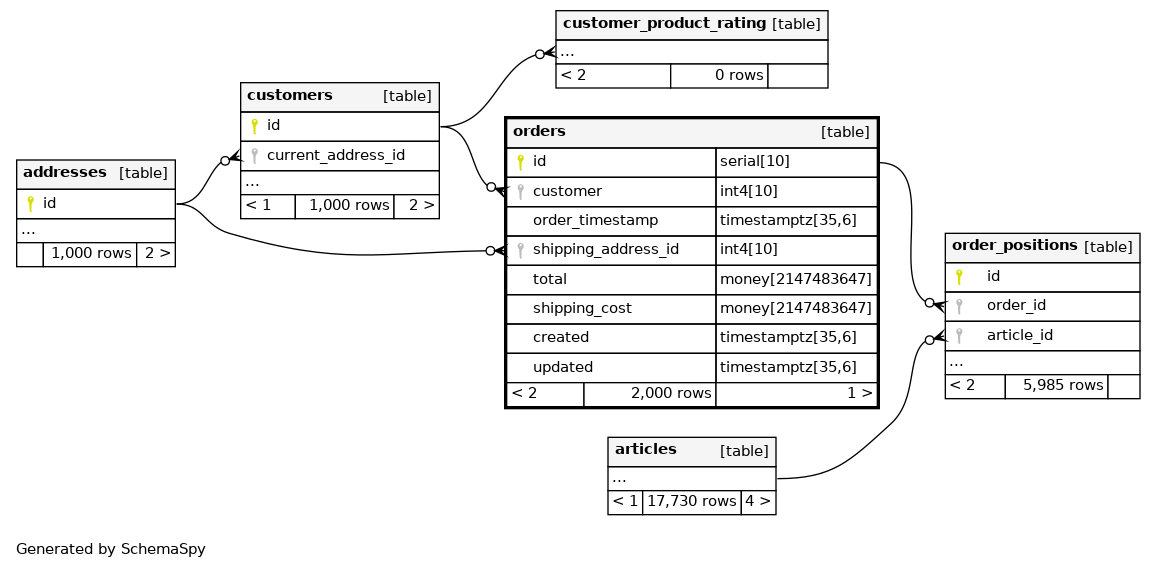 customer_product_rating [table]
...
< 2 0 rows
customers [table]
id
current_address_id
...
< 1 1,000 rows 2 >
addresses [table]
id
...
1,000 rows 2 >
orders [table]
id serial[10]
customer int4[10]
order_timestamp timestamptz[35,6]
shipping_address_id int4[10]
total money[2147483647]
shipping_cost money[2147483647]
created timestamptz[35,6]
updated timestamptz[35,6]
< 2 2,000 rows 1 >
order_positions [table]
id
order_id
article_id
...
< 2 5,985 rows
articles [table]
...
< 1 17,730 rows 4 >
Generated by SchemaSpy